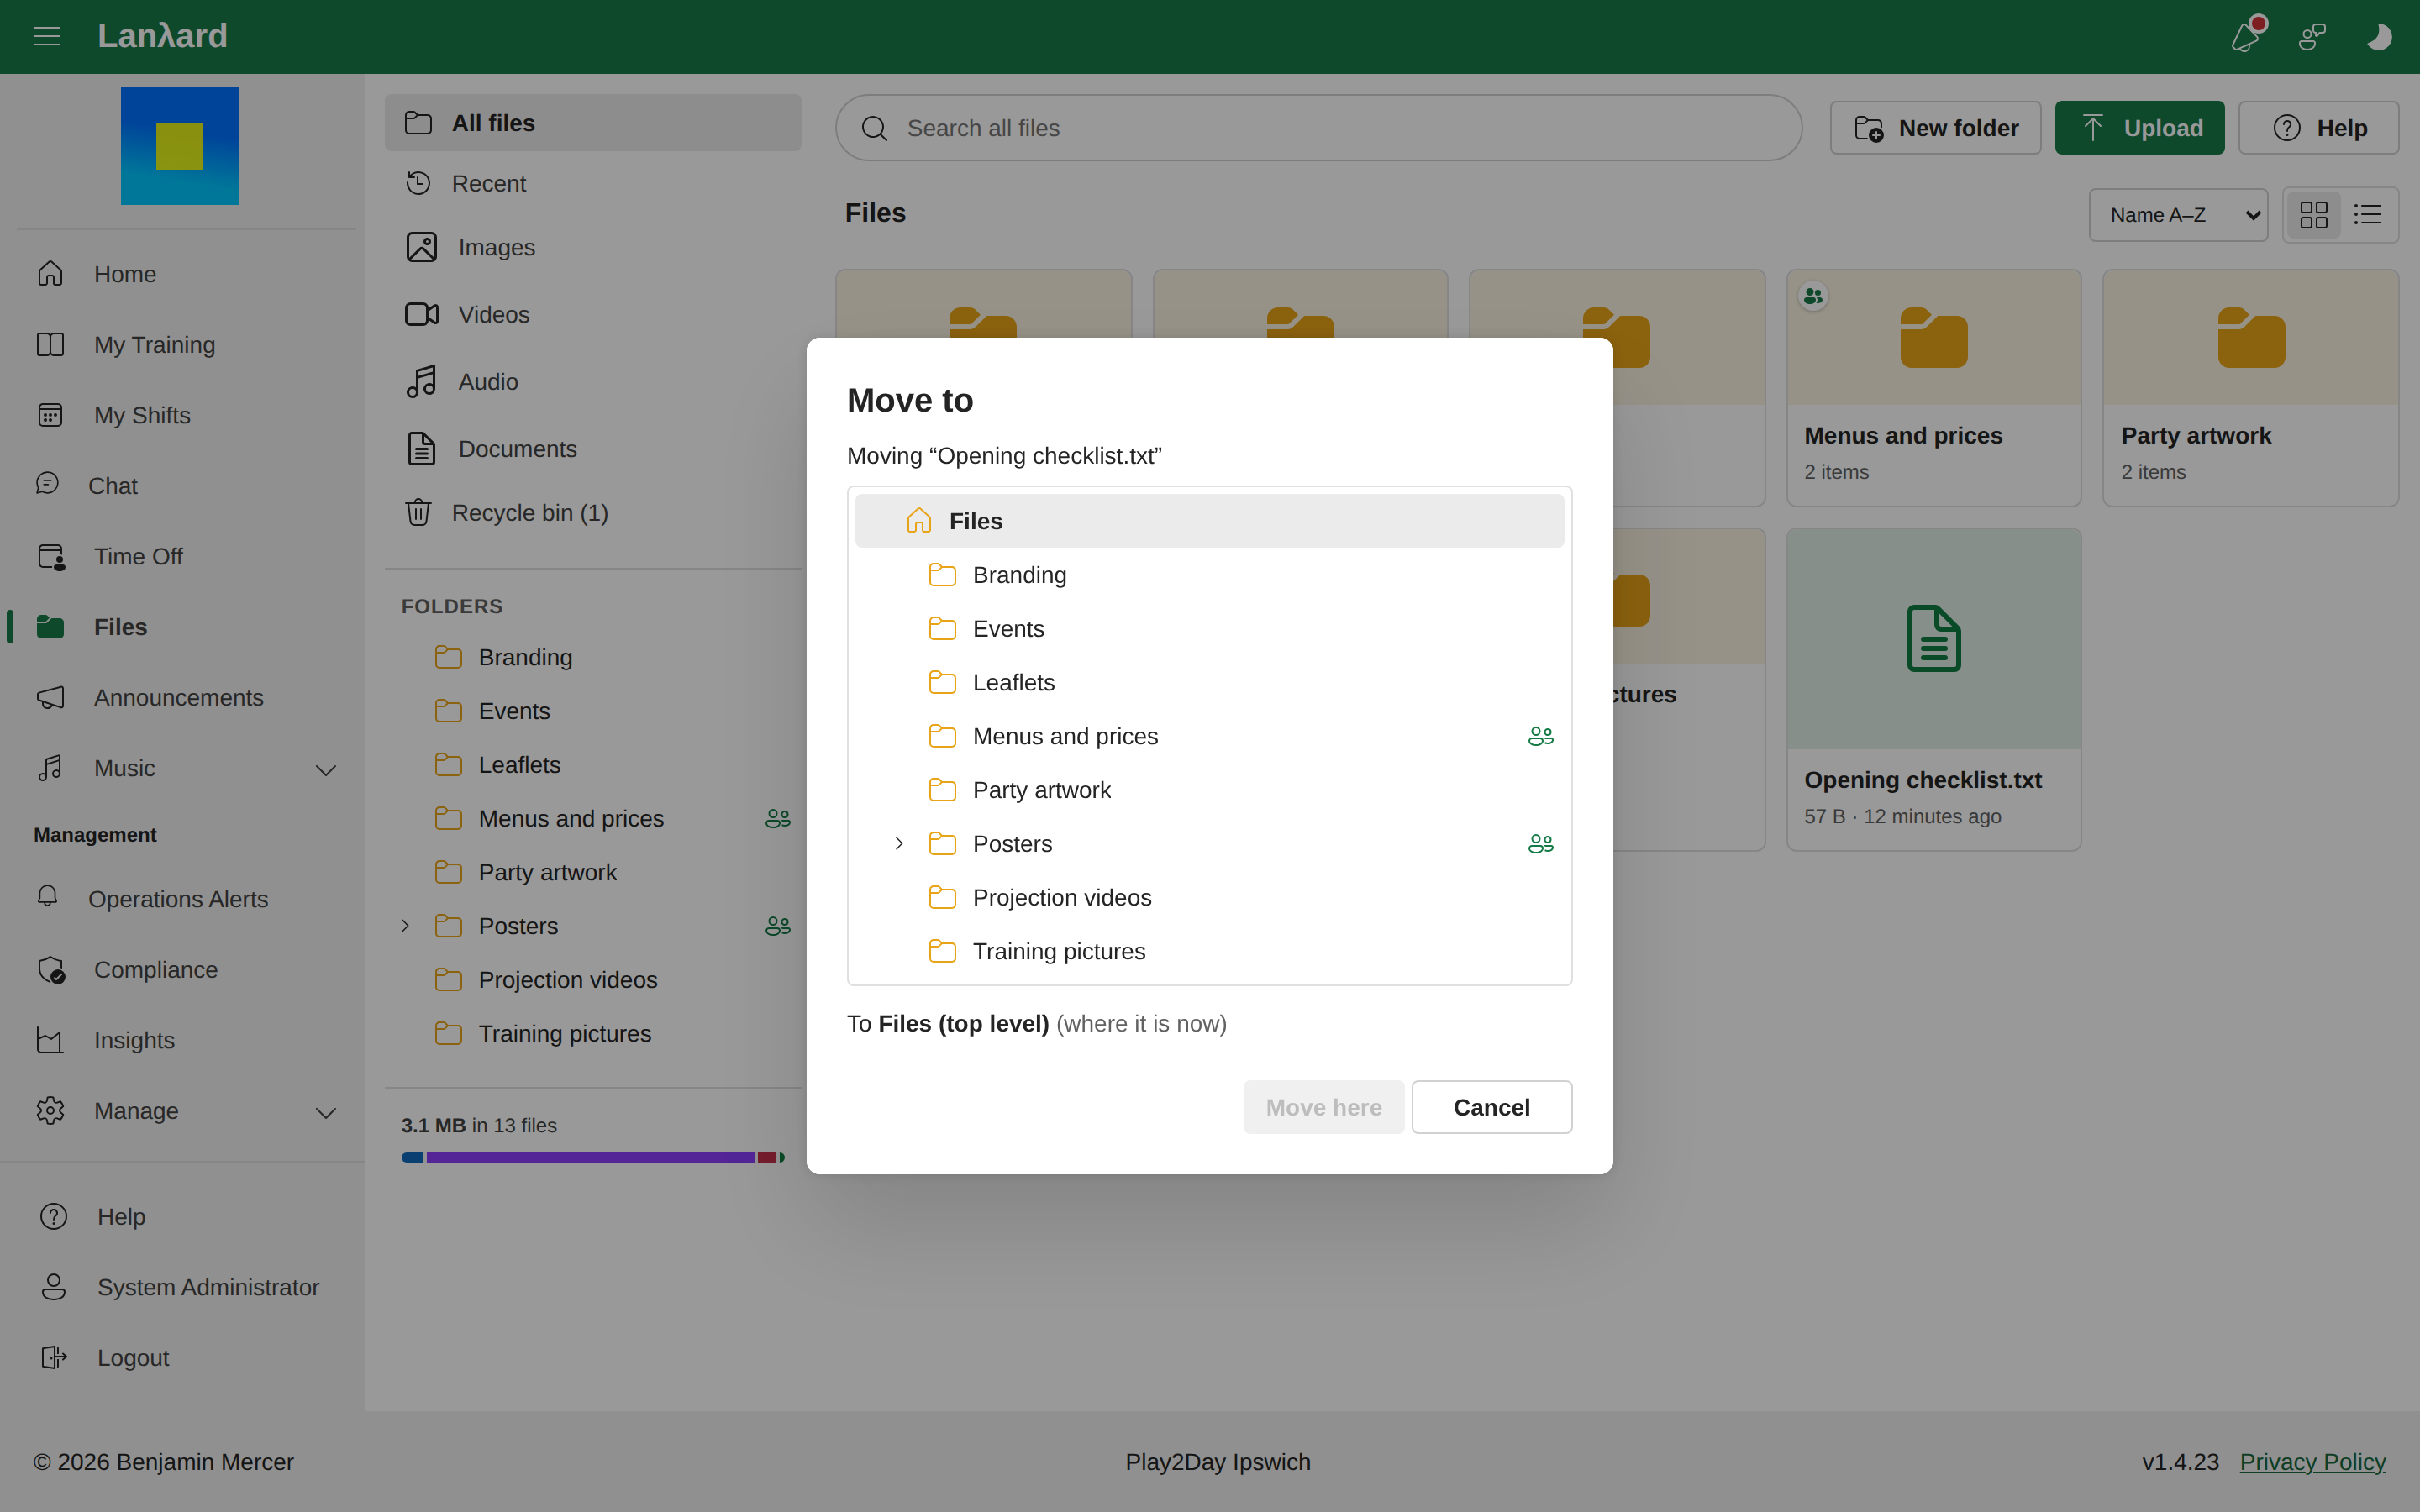 Lanλard
Home
My Training
My Shifts
Chat
Time Off
Files
Announcements
Music
Management
Operations Alerts
Compliance
Insights
Manage
Help
System Administrator
Logout
All files
Recent
Images
Videos
Audio
Documents
Recycle bin (1)
FOLDERS
Branding
Events
Leaflets
Menus and prices
Party artwork
Posters
Projection videos
Training pictures
3.1 MB in 13 files
Search all files
New folder
Upload
Help
Files
Name A–Z
Menus and prices
2 items
Party artwork
2 items
Opening checklist.txt
57 B · 12 minutes ago
Move to
Moving “Opening checklist.txt”
Files
Branding
Events
Leaflets
Menus and prices
Party artwork
Posters
Projection videos
Training pictures
To Files (top level) (where it is now)
Move here
Cancel
© 2026 Benjamin Mercer
Play2Day Ipswich
v1.4.23 Privacy Policy